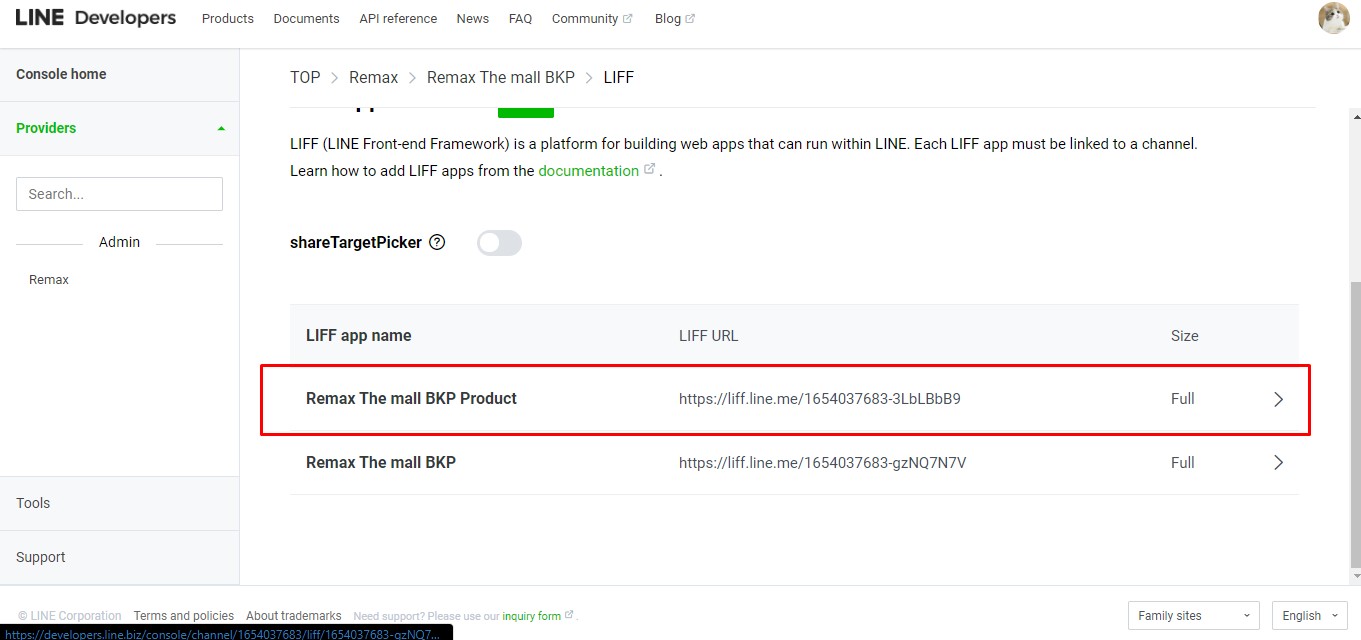 LINE Developers Products Documents API reference News FAQ Community Blog
Console home
Providers
Search...
Admin
Remax
Tools
Support
TOP > Remax > Remax The mall BKP > LIFF
LIFF (LINE Front-end Framework) is a platform for building web apps that can run within LINE. Each LIFF app must be linked to a channel.
Learn how to add LIFF apps from the documentation .
shareTargetPicker ?
LIFF app name LIFF URL Size
Remax The mall BKP Product https://liff.line.me/1654037683-3LbLBbB9 Full
Remax The mall BKP https://liff.line.me/1654037683-gzNQ7N7V Full
© LINE Corporation Terms and policies About trademarks Need support? Please use our inquiry form .
Family sites English
https://developers.line.biz/console/channel/1654037683/liff/1654037683-gzNQ7...